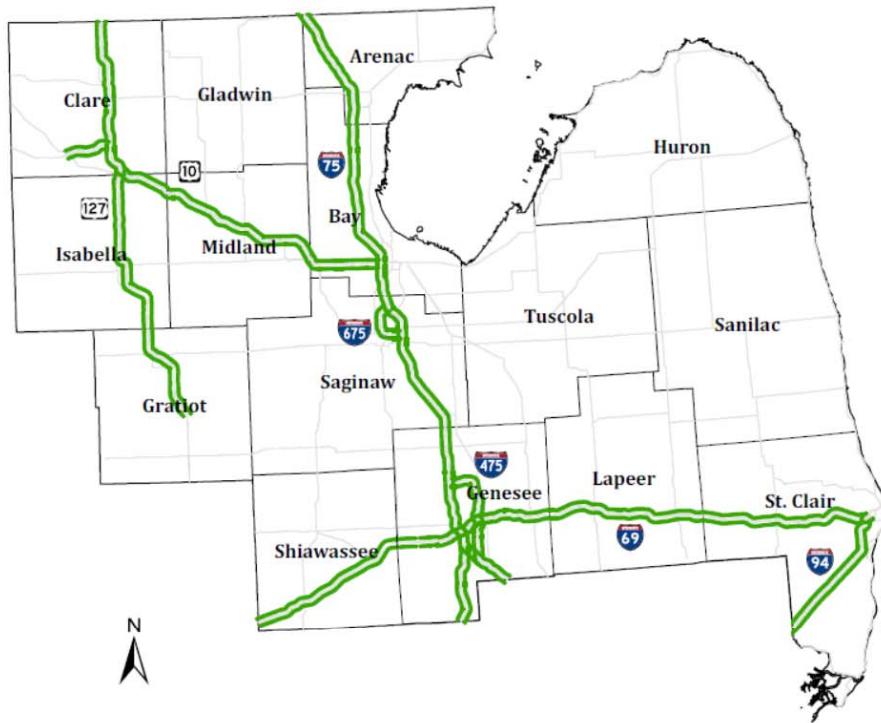 Arenac
Clare
Gladwin
Huron
10
75
127
Bay
Isabella
Midland
Tuscola
Sanilac
675
Saginaw
Gratiot
475
Genesee
Lapeer
St. Clair
Shiawassee
69
94
N